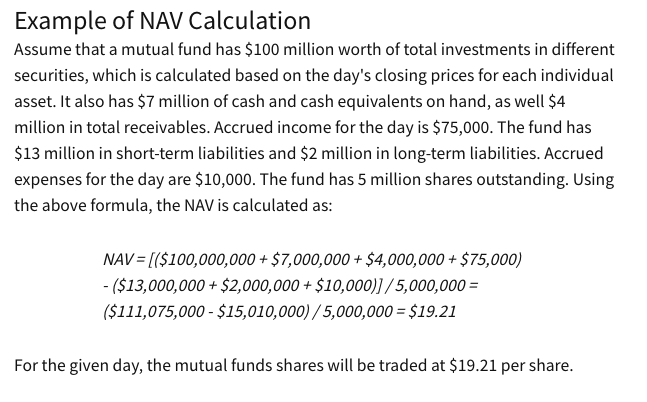 Example of NAV Calculation
Assume that a mutual fund has $100 million worth of total investments in different
securities, which is calculated based on the day's closing prices for each individual
asset. It also has $7 million of cash and cash equivalents on hand, as well $4
million in total receivables. Accrued income for the day is $75,000. The fund has
$13 million in short-term liabilities and $2 million in long-term liabilities. Accrued
expenses for the day are $10,000. The fund has 5 million shares outstanding. Using
the above formula, the NAV is calculated as:
NAV = [($100,000,000 + $7,000,000 + $4,000,000 + $75,000)
- ($13,000,000 + $2,000,000 + $10,000)] / 5,000,000 =
($111,075,000 - $15,010,000) / 5,000,000 = $19.21
For the given day, the mutual funds shares will be traded at $19.21 per share.